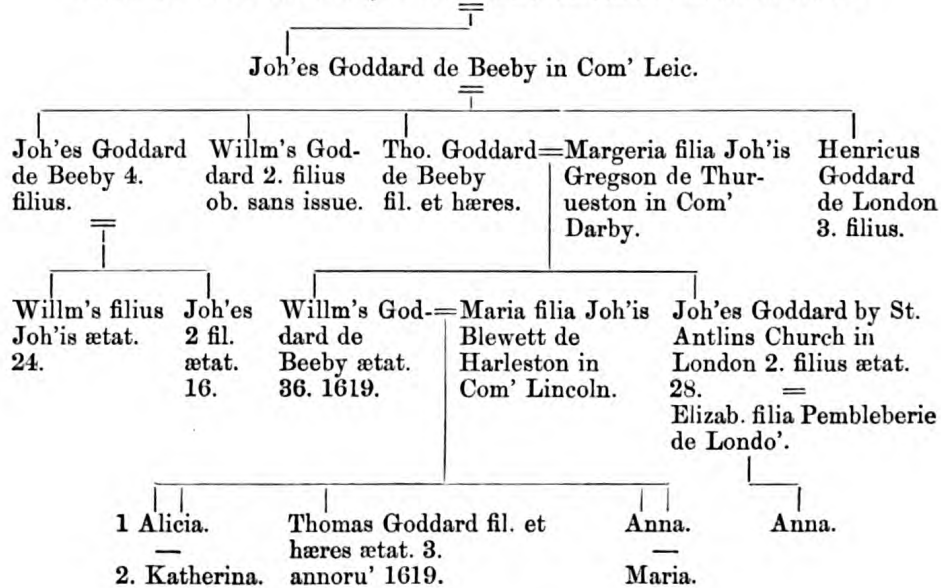 Joh'es Goddard de Beeby in Com' Leic.
Joh'es Goddard
de Beeby 4.
filius.
Willm's God-
dard 2. filius
ob. sans issue.
Tho. Goddard=
de Beeby
fil. et hæres.
Margeria filia Joh'is
Gregson de Thur-
ueston in Com'
Darby.
Henricus
Goddard
de London
3. filius.
Willm's filius
Joh'is ætat.
24.
Joh'es
2 fil.
ætat.
16.
Willm's God-=
dard de
Beeby ætat.
36. 1619.
Maria filia Joh'is
Blewett de
Harleston in
Com' Lincoln.
Joh'es Goddard by St.
Antlins Church in
London 2. filius ætat.
28. =
Elizab. filia Pembleberie
de Londo'.
1 Alicia.
2. Katherina.
Thomas Goddard fil. et
hæres ætat. 3.
annoru' 1619.
Anna.
Maria.
Anna.